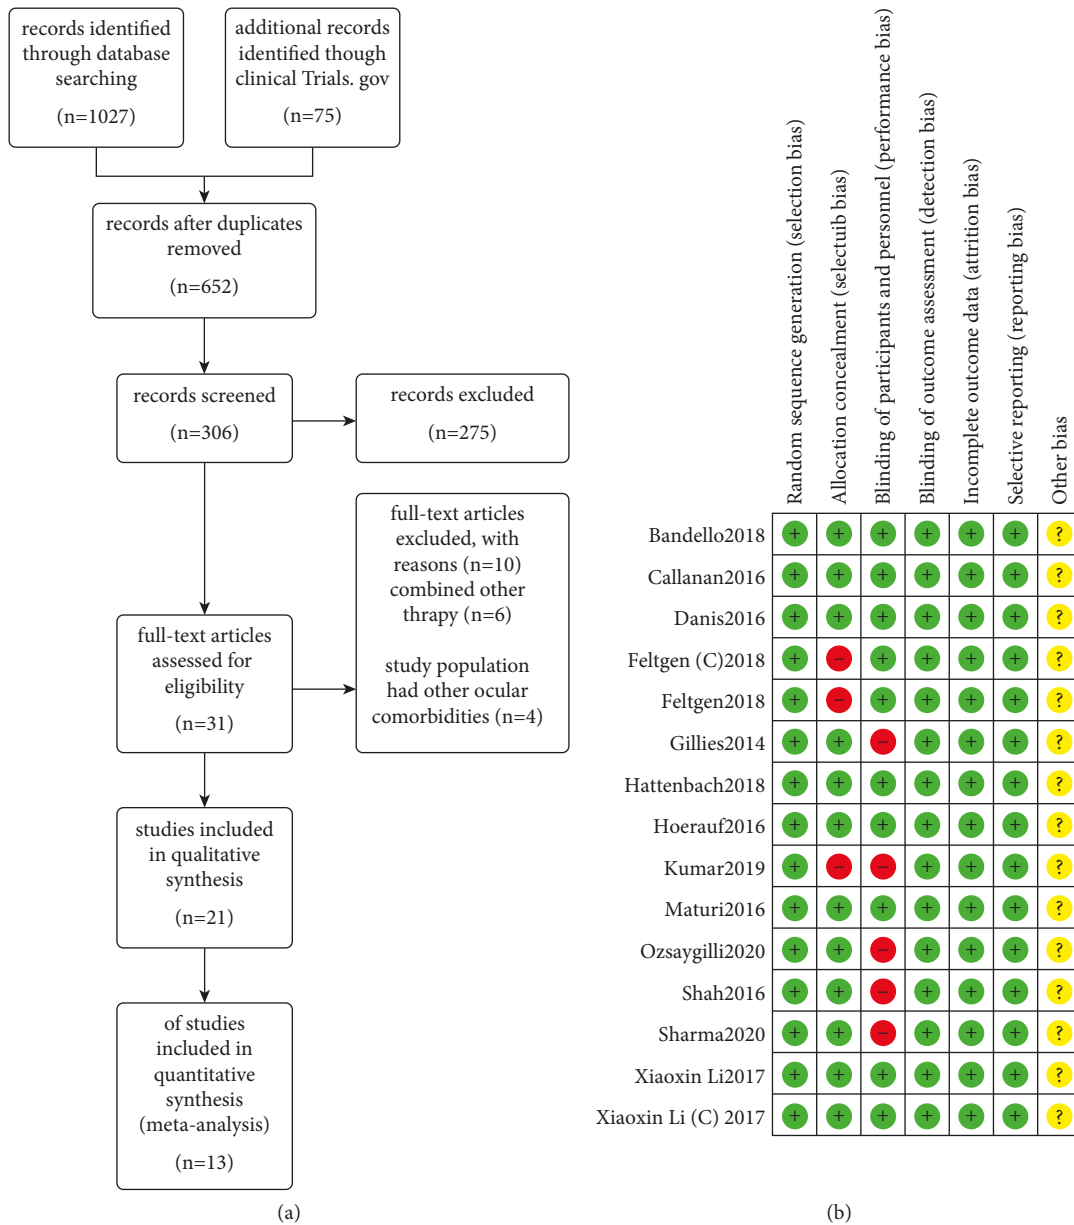 records identified
through database
searching
(n=1027)
additional records
identified though
clinical Trials. gov
(n=75)
records after duplicates
removed
(n=652)
records screened
(n=306)
records excluded
(n=275)
full-text articles
excluded, with
reasons (n=10)
combined other
thrapy (n=6)
study population
had other ocular
comorbidities (n=4)
full-text articles
assessed for
eligibility
(n=31)
studies included
in qualitative
synthesis
(n=21)
of studies
included in
quantitative
synthesis
(meta-analysis)
(n=13)
(a)
Random sequence generation (selection bias)
Allocation concealment (selectuib bias)
Blinding of participants and personnel (performance bias)
Blinding of outcome assessment (detection bias)
Incomplete outcome data (attrition bias)
Selective reporting (reporting bias)
Other bias
Bandello2018 + + + + + + ?
Callanan2016 + + + + + + ?
Danis2016 + + + + + + ?
Feltgen (C)2018 + – + + + + ?
Feltgen2018 + – + + + + ?
Gillies2014 + + – + + + ?
Hattenbach2018 + + + + + + ?
Hoerauf2016 + + + + + + ?
Kumar2019 + – – + + + ?
Maturi2016 + + + + + + ?
Ozsaygilli2020 + + – + + + ?
Shah2016 + + – + + + ?
Sharma2020 + + – + + + ?
Xiaoxin Li2017 + + + + + + ?
Xiaoxin Li (C) 2017 + + + + + + ?
(b)